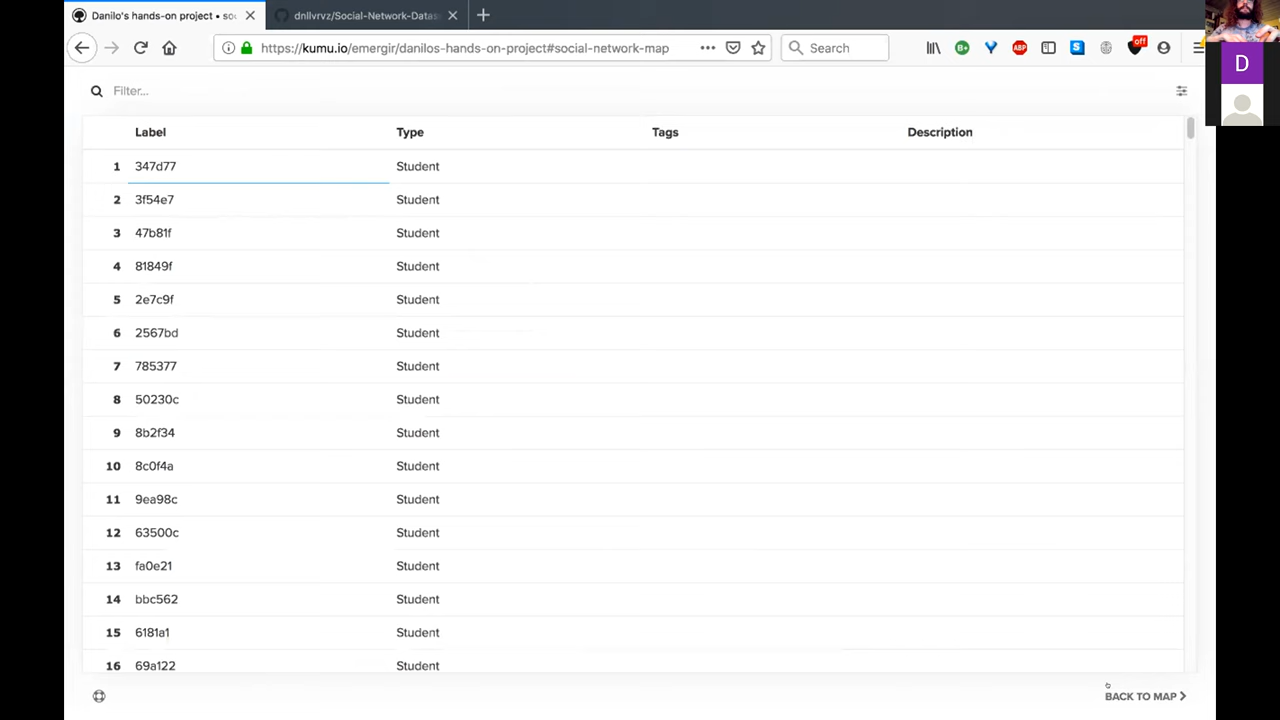 Danilo's hands-on project • soc
dnllvrvz/Social-Network-Datas
https://kumu.io/emergir/danilos-hands-on-project#social-network-map
Search
B+
ABP
S
off
D
Filter...
Label Type Tags Description
1 347d77 Student
2 3f54e7 Student
3 47b81f Student
4 81849f Student
5 2e7c9f Student
6 2567bd Student
7 785377 Student
8 50230c Student
9 8b2f34 Student
10 8c0f4a Student
11 9ea98c Student
12 63500c Student
13 fa0e21 Student
14 bbc562 Student
15 6181a1 Student
16 69a122 Student
BACK TO MAP